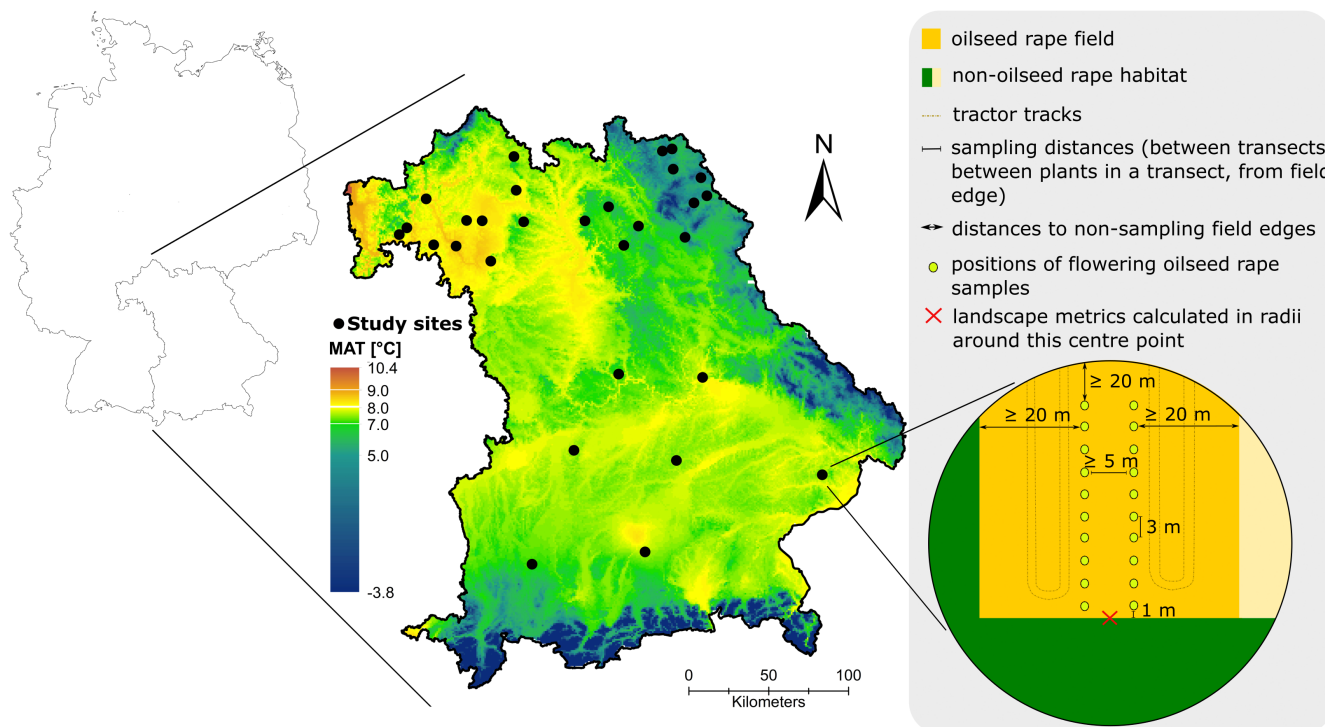 N
Study sites
MAT [°C]
10.4
9.0
8.0
7.0
5.0
-3.8
0 50 100
Kilometers
oilseed rape field
non-oilseed rape habitat
tractor tracks
sampling distances (between transects
between plants in a transect, from field
edge)
distances to non-sampling field edges
positions of flowering oilseed rape
samples
landscape metrics calculated in radii
around this centre point
≥ 20 m
≥ 20 m
≥ 20 m
≥ 5 m
3 m
1 m